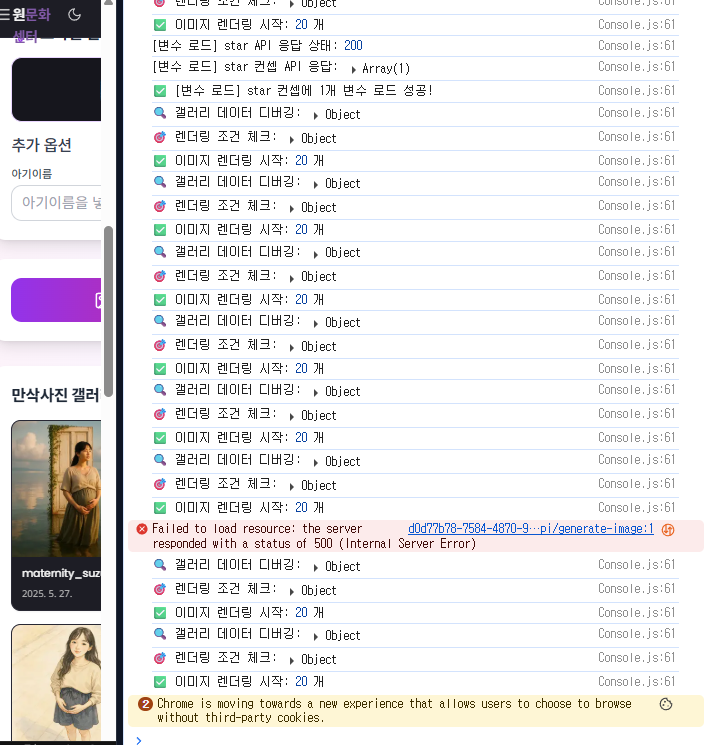 원문화
센터
추가 옵션
아기이름
아기이름을 넣
만삭사진 갤러
maternity_suz
2025. 5. 27.
렌더링 조건 체크: ▶ Object Console.js:61
✅ 이미지 렌더링 시작: 20 개 Console.js:61
[변수 로드] star API 응답 상태: 200 Console.js:61
[변수 로드] star 컨셉 API 응답: ▶ Array(1) Console.js:61
✅ [변수 로드] star 컨셉에 1개 변수 로드 성공! Console.js:61
🔍 갤러리 데이터 디버깅: ▶ Object Console.js:61
🎯 렌더링 조건 체크: ▶ Object Console.js:61
✅ 이미지 렌더링 시작: 20 개 Console.js:61
🔍 갤러리 데이터 디버깅: ▶ Object Console.js:61
🎯 렌더링 조건 체크: ▶ Object Console.js:61
✅ 이미지 렌더링 시작: 20 개 Console.js:61
🔍 갤러리 데이터 디버깅: ▶ Object Console.js:61
🎯 렌더링 조건 체크: ▶ Object Console.js:61
✅ 이미지 렌더링 시작: 20 개 Console.js:61
🔍 갤러리 데이터 디버깅: ▶ Object Console.js:61
🎯 렌더링 조건 체크: ▶ Object Console.js:61
✅ 이미지 렌더링 시작: 20 개 Console.js:61
🔍 갤러리 데이터 디버깅: ▶ Object Console.js:61
🎯 렌더링 조건 체크: ▶ Object Console.js:61
✅ 이미지 렌더링 시작: 20 개 Console.js:61
🔍 갤러리 데이터 디버깅: ▶ Object Console.js:61
🎯 렌더링 조건 체크: ▶ Object Console.js:61
✅ 이미지 렌더링 시작: 20 개 Console.js:61
Failed to load resource: the server d0d77b78-7584-4870-9…pi/generate-image:1
responded with a status of 500 (Internal Server Error)
🔍 갤러리 데이터 디버깅: ▶ Object Console.js:61
🎯 렌더링 조건 체크: ▶ Object Console.js:61
✅ 이미지 렌더링 시작: 20 개 Console.js:61
🔍 갤러리 데이터 디버깅: ▶ Object Console.js:61
🎯 렌더링 조건 체크: ▶ Object Console.js:61
✅ 이미지 렌더링 시작: 20 개 Console.js:61
2 Chrome is moving towards a new experience that allows users to choose to browse
without third-party cookies.